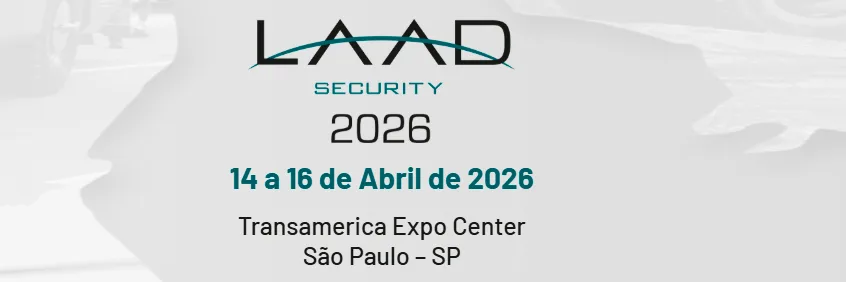 LAAD
SECURITY
2026
14 a 16 de Abril de 2026
Transamerica Expo Center
São Paulo – SP